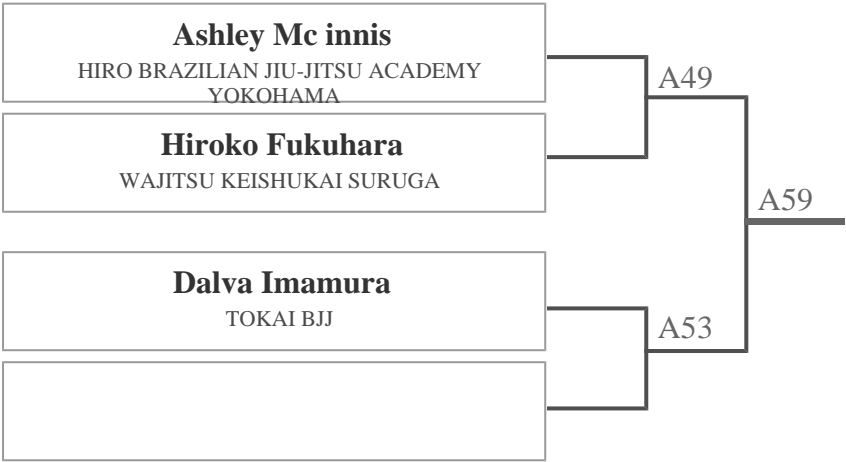 Ashley Mc innis
HIRO BRAZILIAN JIU-JITSU ACADEMY
YOKOHAMA
A49
Hiroko Fukuhara
WAJITSU KEISHUKAI SURUGA
A59
Dalva Imamura
TOKAI BJJ
A53